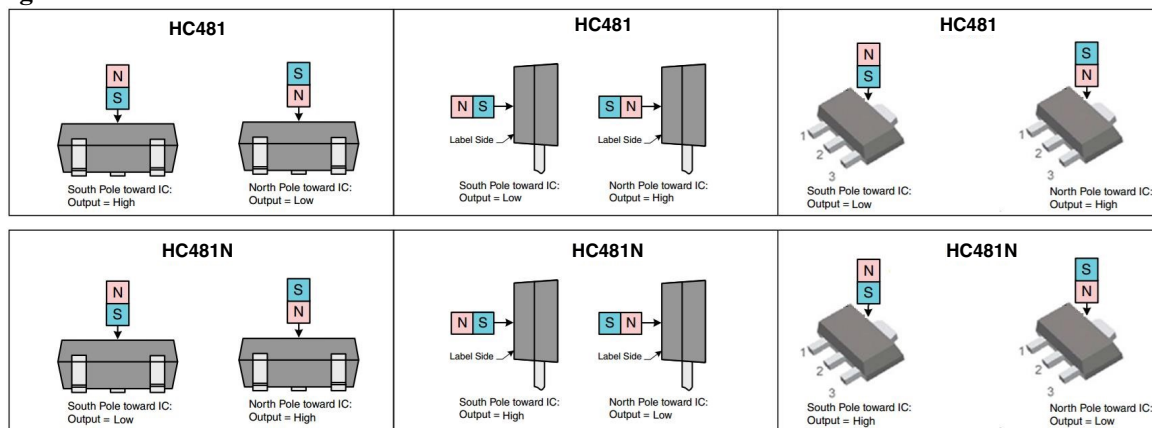 HC481
N
S
S
N
South Pole toward IC:
Output = High
North Pole toward IC:
Output = Low
HC481
N S
S N
Label Side
Label Side
South Pole toward IC:
Output = Low
North Pole toward IC:
Output = High
HC481
N
S
S
N
1
2
3
1
2
3
South Pole toward IC:
Output = Low
North Pole toward IC:
Output = High
HC481N
N
S
S
N
South Pole toward IC:
Output = Low
North Pole toward IC:
Output = High
HC481N
N S
S N
Label Side
Label Side
South Pole toward IC:
Output = High
North Pole toward IC:
Output = Low
HC481N
N
S
S
N
1
2
3
1
2
3
South Pole toward IC:
Output = High
North Pole toward IC:
Output = Low